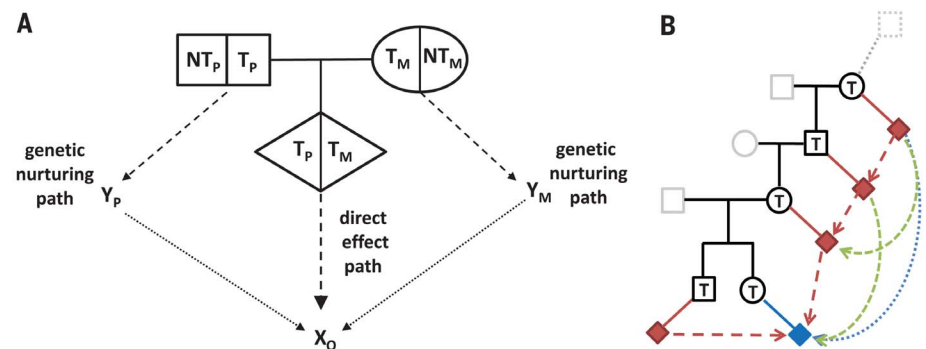 A
NT_P T_P
T_M NT_M
T_P T_M
genetic
nurturing
path
Y_P
direct
effect
path
Y_M
genetic
nurturing
path
X_O
B
T
T
T
T
T